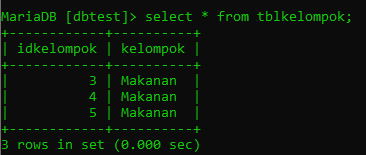 MariaDB [dbtest]> select * from tblkelompok;
+------------+----------+
| idkelompok | kelompok |
+------------+----------+
|          3 | Makanan  |
|          4 | Makanan  |
|          5 | Makanan  |
+------------+----------+
3 rows in set (0.000 sec)